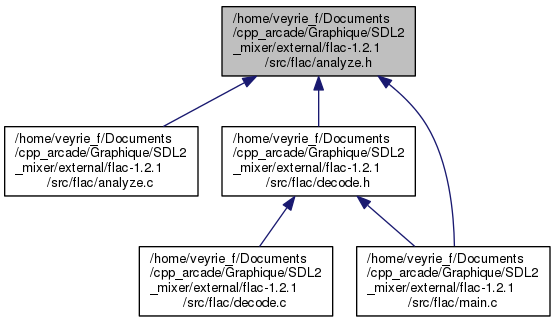 /home/veyrie_f/Documents
/cpp_arcade/Graphique/SDL2
_mixer/external/flac-1.2.1
/src/flac/analyze.h
/home/veyrie_f/Documents
/cpp_arcade/Graphique/SDL2
_mixer/external/flac-1.2.1
/src/flac/analyze.c
/home/veyrie_f/Documents
/cpp_arcade/Graphique/SDL2
_mixer/external/flac-1.2.1
/src/flac/decode.h
/home/veyrie_f/Documents
/cpp_arcade/Graphique/SDL2
_mixer/external/flac-1.2.1
/src/flac/decode.c
/home/veyrie_f/Documents
/cpp_arcade/Graphique/SDL2
_mixer/external/flac-1.2.1
/src/flac/main.c